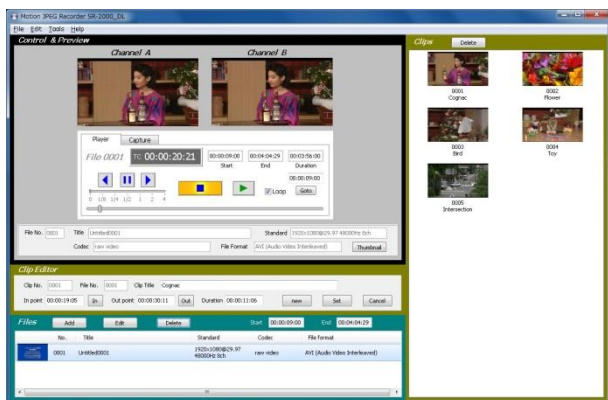 Motion JPEG Recorder SR-2000_DL
File Edit Tools Help
Control & Preview
Channel A Channel B
Player Capture
File 0001 TC 00:00:20:21 00:00:09:00 00:04:04:29 00:03:56:00
Start End Duration
00:00:09:00
Loop Goto
0 1/8 1/4 1/2 1 2 4
File No. 0001 Title Untitled0001 Standard 1920x1080@29.97 48000Hz 8ch
Codec raw video File Format AVI (Audio Video Interleaved) Thumbnail
Clip Editor
Clip No. 0001 File No. 0001 Clip Title Cognac
In point 00:00:19:05 In Out point 00:00:30:11 Out Duration 00:00:11:06 new Set Cancel
Files Add Edit Delete Start 00:00:09:00 End 00:04:04:29
No. Title Standard Codec File Format
0001 Untitled0001 1920x1080@29.97 48000Hz 8ch raw video AVI (Audio Video Interleaved)
Clips Delete
0001 0002
Cognac Flower
0003 0004
Bird Toy
0005
Intersection